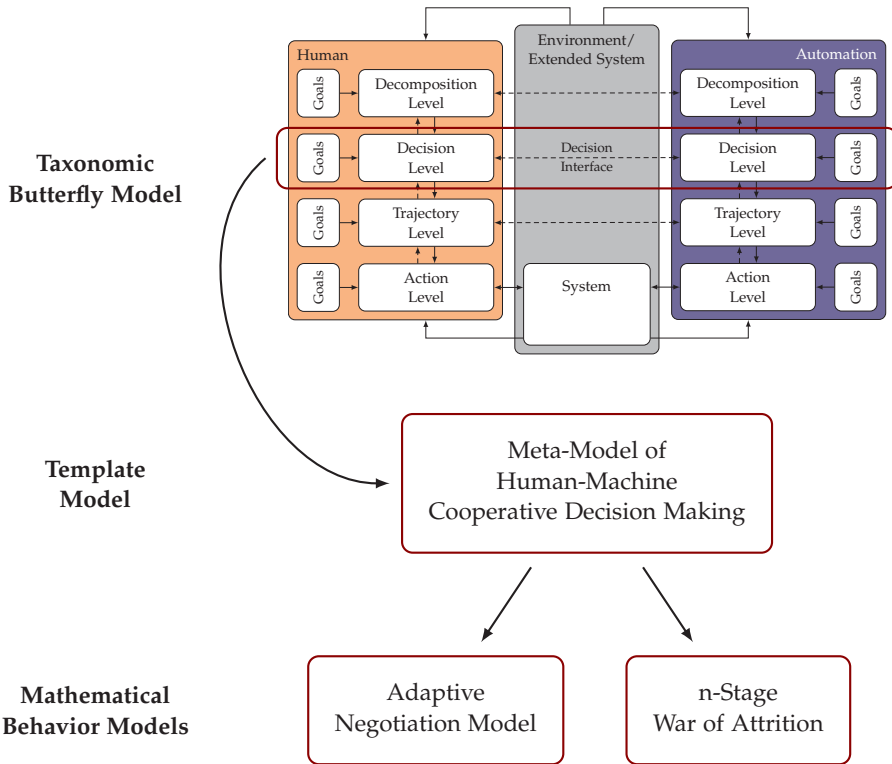 Environment/
Extended System
Human
Automation
Goals
Decomposition
Level
Decomposition
Level
Goals
Taxonomic
Butterfly Model
Goals
Decision
Level
Decision
Interface
Decision
Level
Goals
Goals
Trajectory
Level
Trajectory
Level
Goals
Goals
Action
Level
System
Action
Level
Goals
Template
Model
Meta-Model of
Human-Machine
Cooperative Decision Making
Mathematical
Behavior Models
Adaptive
Negotiation Model
n-Stage
War of Attrition